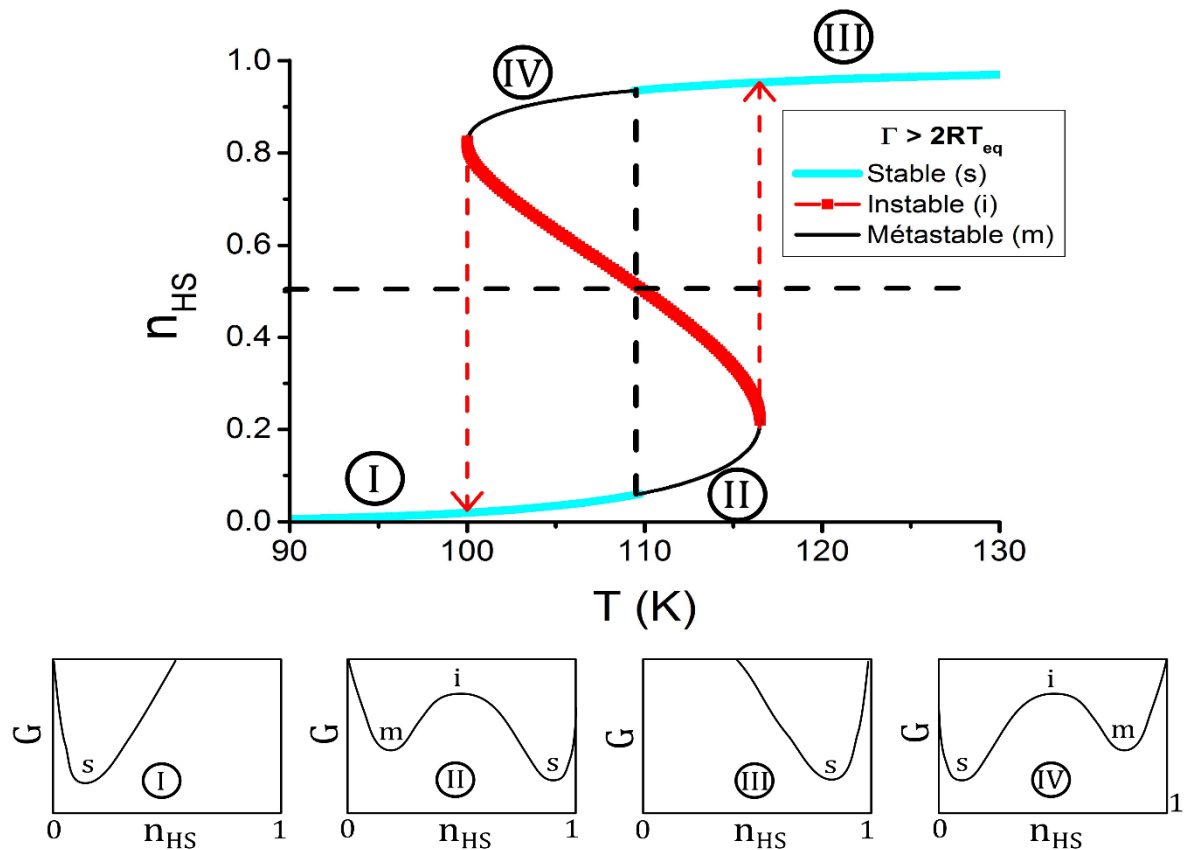 III
IV
1.0
0.8
0.6
0.4
0.2
0.0
n_HS
Γ > 2RT_eq
Stable (s)
Instable (i)
Métastable (m)
I
II
90
100
110
120
130
T (K)
G
s
I
0
1
n_HS
G
i
m
s
II
0
1
n_HS
G
s
III
0
1
n_HS
G
i
s
m
IV
0
1
n_HS